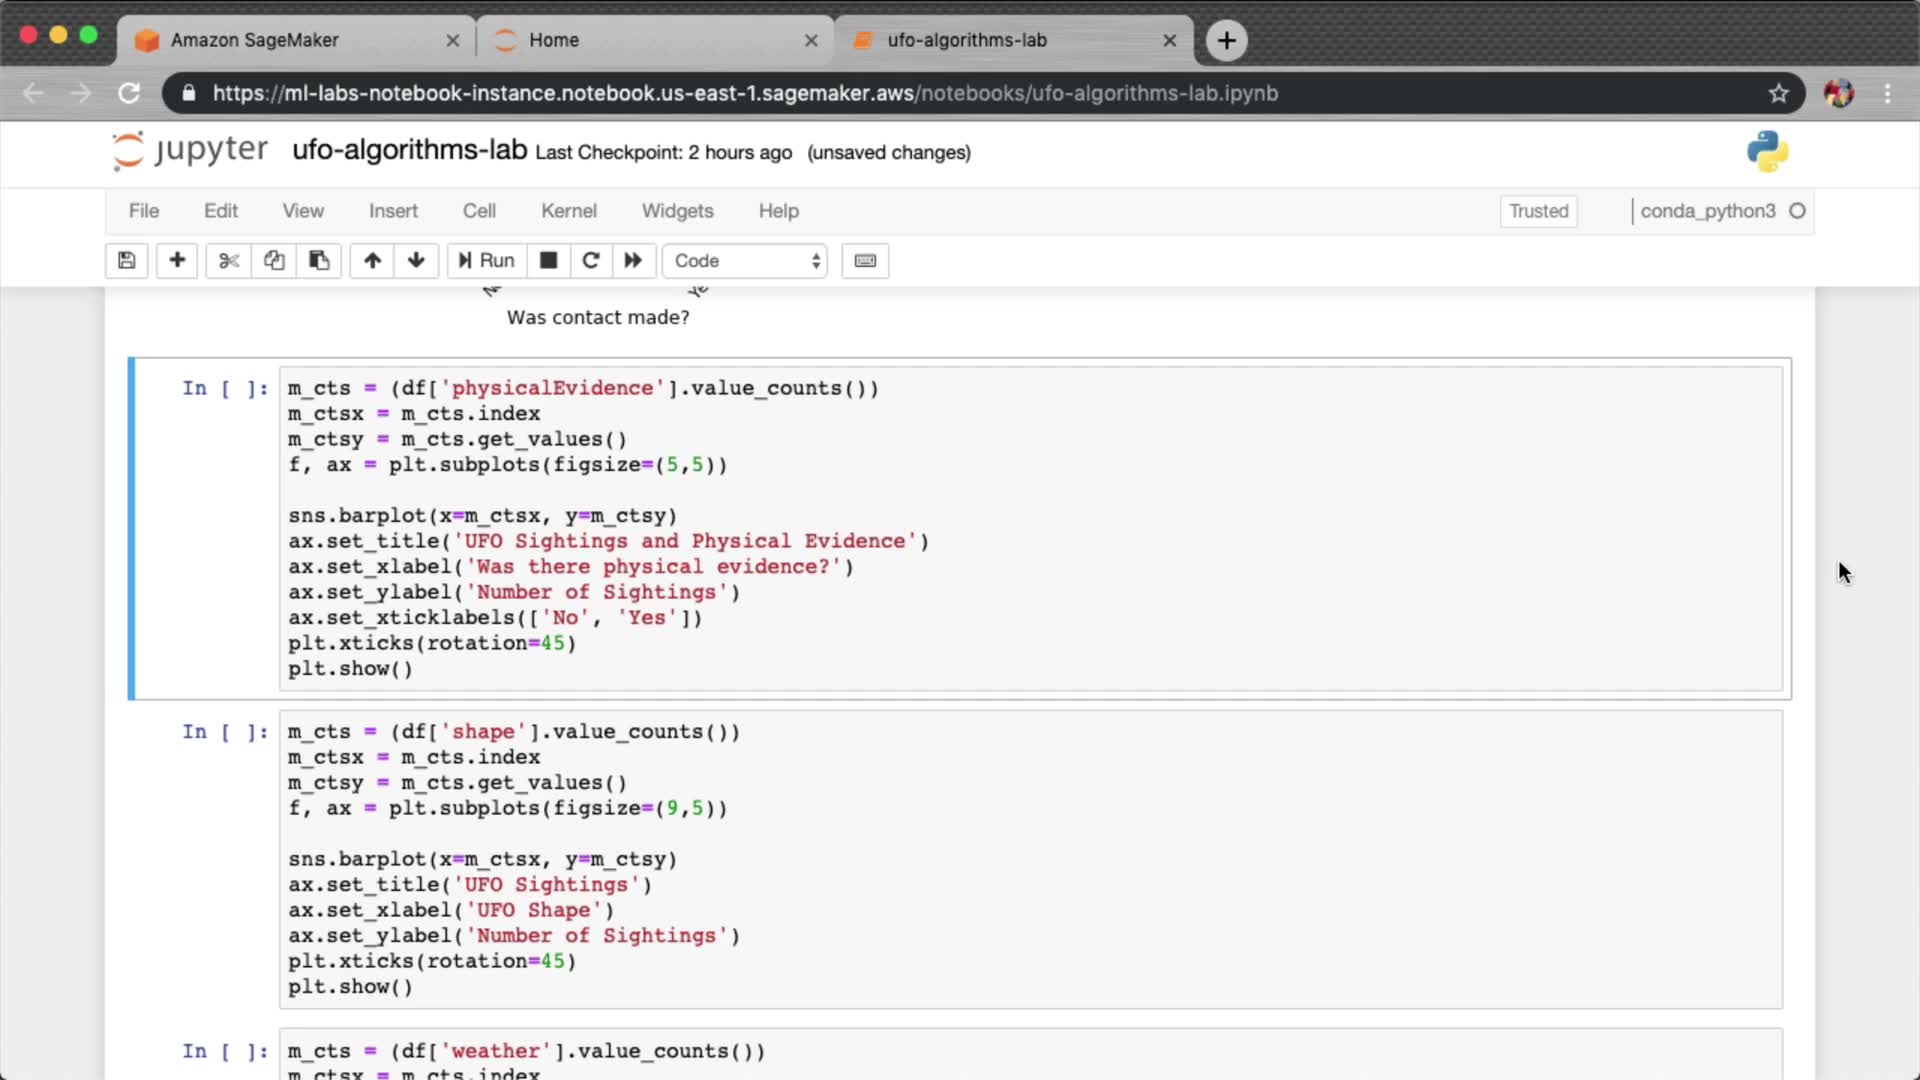 Amazon SageMaker
Home
ufo-algorithms-lab
https://ml-labs-notebook-instance.notebook.us-east-1.sagemaker.aws/notebooks/ufo-algorithms-lab.ipynb
jupyter ufo-algorithms-lab Last Checkpoint: 2 hours ago (unsaved changes)
File Edit View Insert Cell Kernel Widgets Help Trusted conda_python3
Run Code
Was contact made?
In [ ]: m_cts = (df['physicalEvidence'].value_counts())
m_ctsx = m_cts.index
m_ctsy = m_cts.get_values()
f, ax = plt.subplots(figsize=(5,5))
sns.barplot(x=m_ctsx, y=m_ctsy)
ax.set_title('UFO Sightings and Physical Evidence')
ax.set_xlabel('Was there physical evidence?')
ax.set_ylabel('Number of Sightings')
ax.set_xticklabels(['No', 'Yes'])
plt.xticks(rotation=45)
plt.show()
In [ ]: m_cts = (df['shape'].value_counts())
m_ctsx = m_cts.index
m_ctsy = m_cts.get_values()
f, ax = plt.subplots(figsize=(9,5))
sns.barplot(x=m_ctsx, y=m_ctsy)
ax.set_title('UFO Sightings')
ax.set_xlabel('UFO Shape')
ax.set_ylabel('Number of Sightings')
plt.xticks(rotation=45)
plt.show()
In [ ]: m_cts = (df['weather'].value_counts())
m_ctsx = m_cts.index